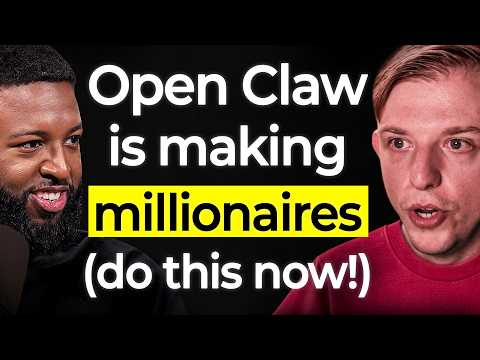 Open Claw
is making
millionaires
(do this now!)